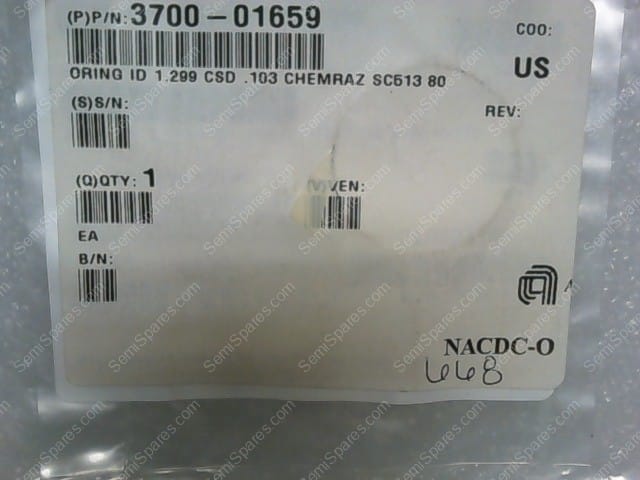 (P)P/N: 3700-01659
COO:
US
ORING ID 1.299 CSD .103 CHEMRAZ SC513 80
(S)S/N:
REV:
(Q)QTY: 1
(V)VEN:
EA
B/N:
NACDC-O
668
SemiSpares.com